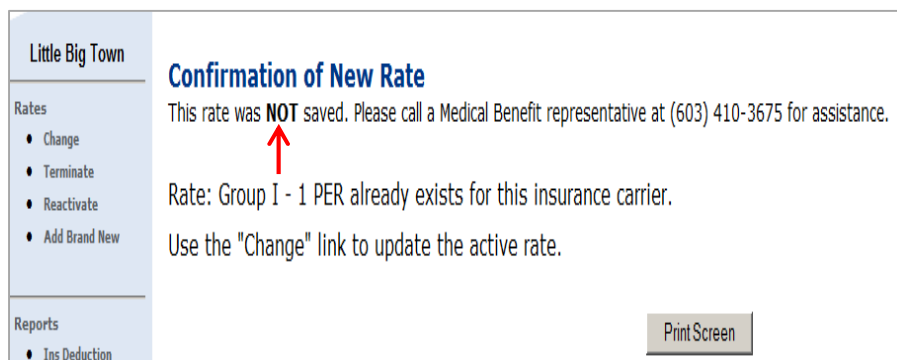 Little Big Town
Rates
Change
Terminate
Reactivate
Add Brand New
Reports
Ins Deduction
Confirmation of New Rate
This rate was NOT saved. Please call a Medical Benefit representative at (603) 410-3675 for assistance.
Rate: Group I - 1 PER already exists for this insurance carrier.
Use the "Change" link to update the active rate.
Print Screen